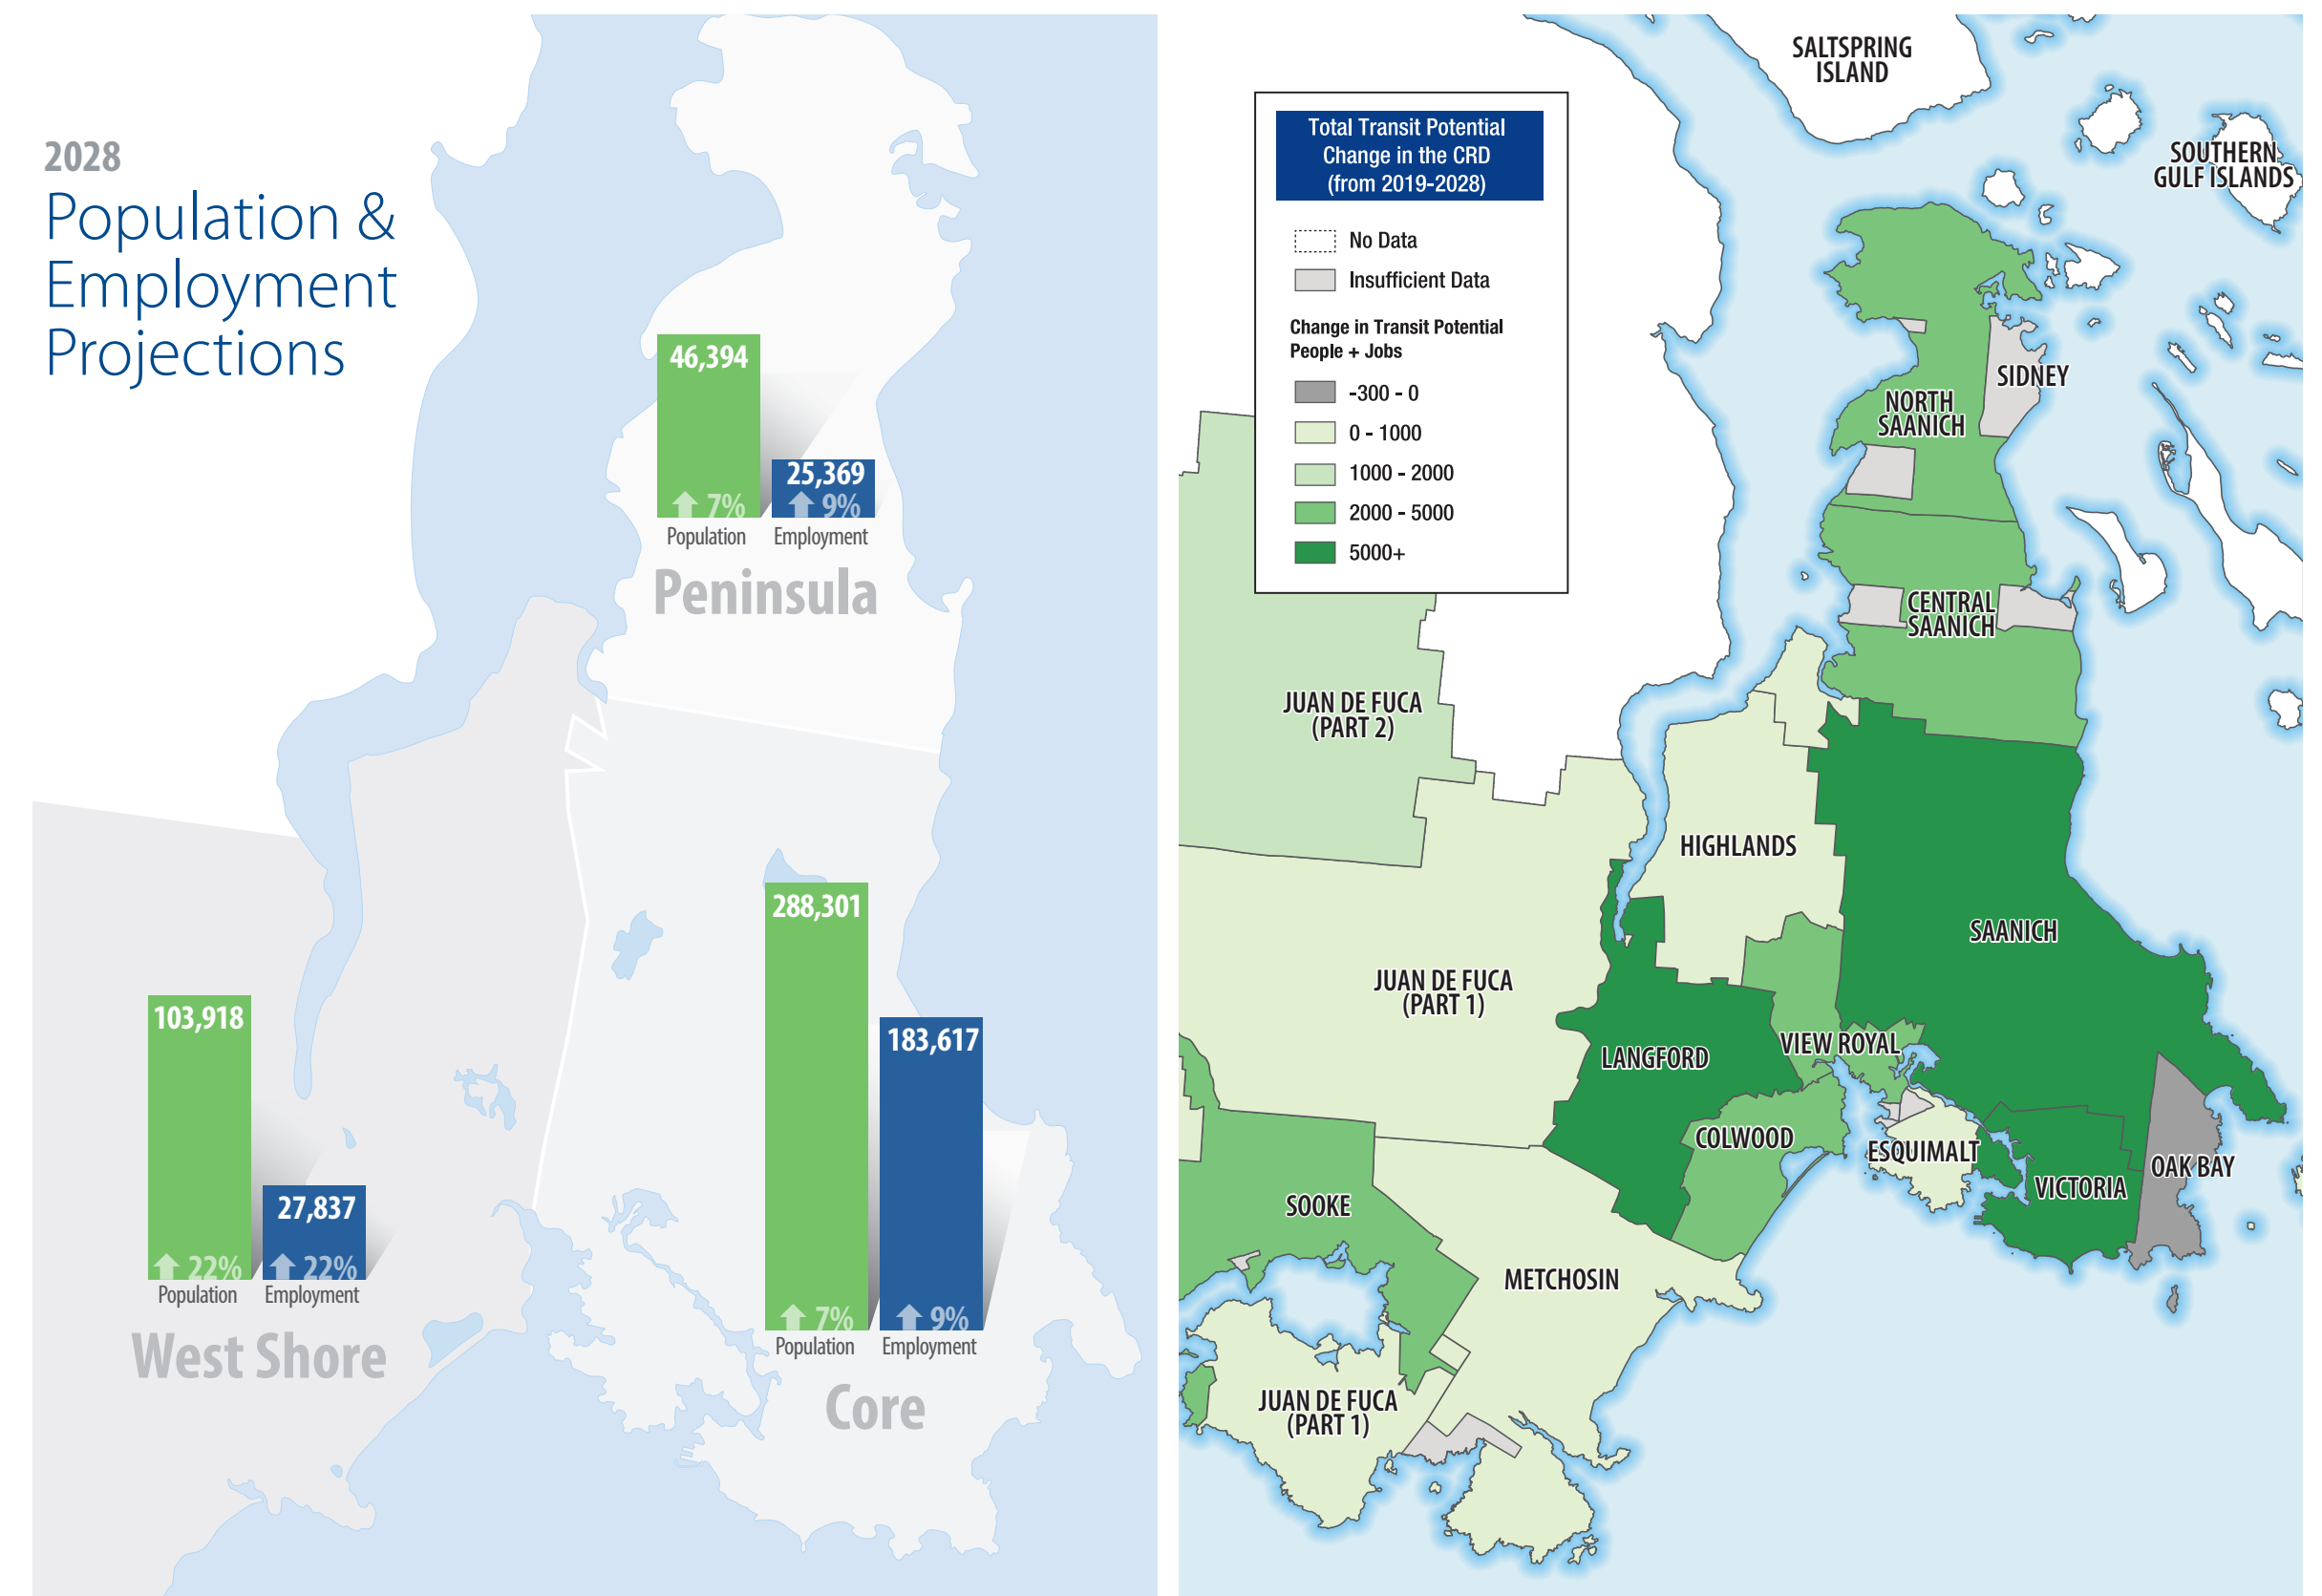 2028
Population &
Employment
Projections
46,394
25,369
7%
9%
Population
Employment
Peninsula
288,301
183,617
7%
9%
Population
Employment
Core
103,918
27,837
22%
22%
Population
Employment
West Shore
Total Transit Potential
Change in the CRD
(from 2019-2028)
No Data
Insufficient Data
Change in Transit Potential
People + Jobs
-300 - 0
0 - 1000
1000 - 2000
2000 - 5000
5000+
SALTSPRING
ISLAND
SOUTHERN
GULF ISLANDS
SIDNEY
NORTH
SAANICH
CENTRAL
SAANICH
JUAN DE FUCA
(PART 2)
HIGHLANDS
SAANICH
JUAN DE FUCA
(PART 1)
LANGFORD
VIEW ROYAL
COLWOOD
ESQUIMALT
OAK BAY
VICTORIA
SOOKE
METCHOSIN
JUAN DE FUCA
(PART 1)